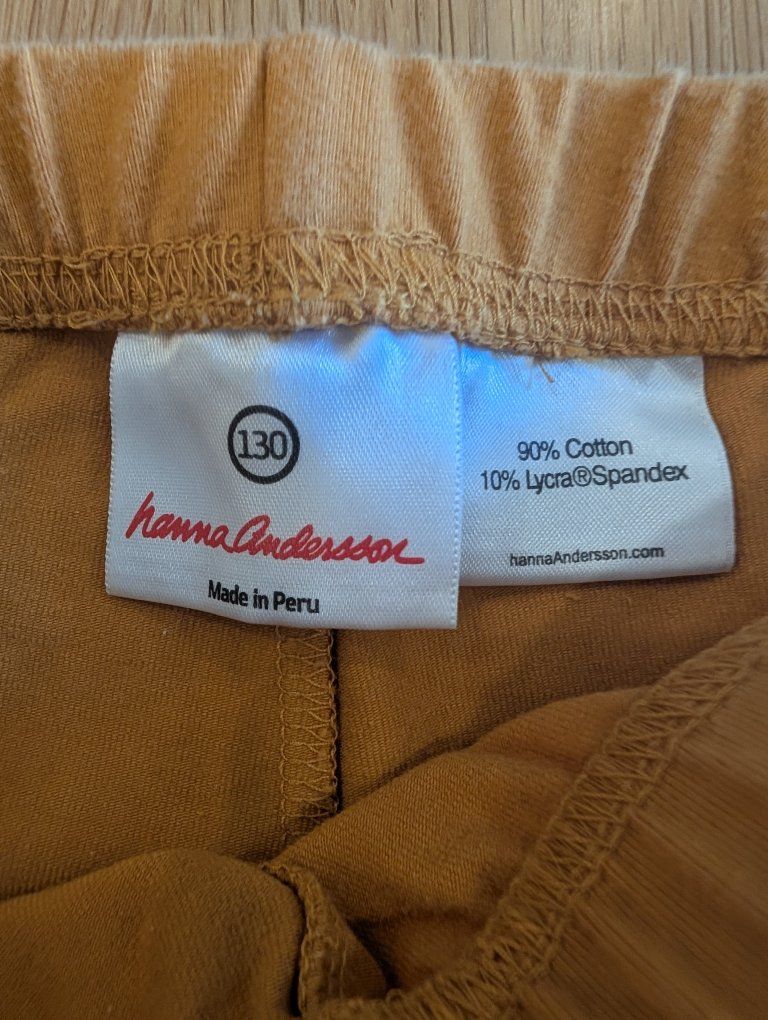 130
hanna Andersson
Made in Peru
90% Cotton
10% Lycra®Spandex
hannaAndersson.com